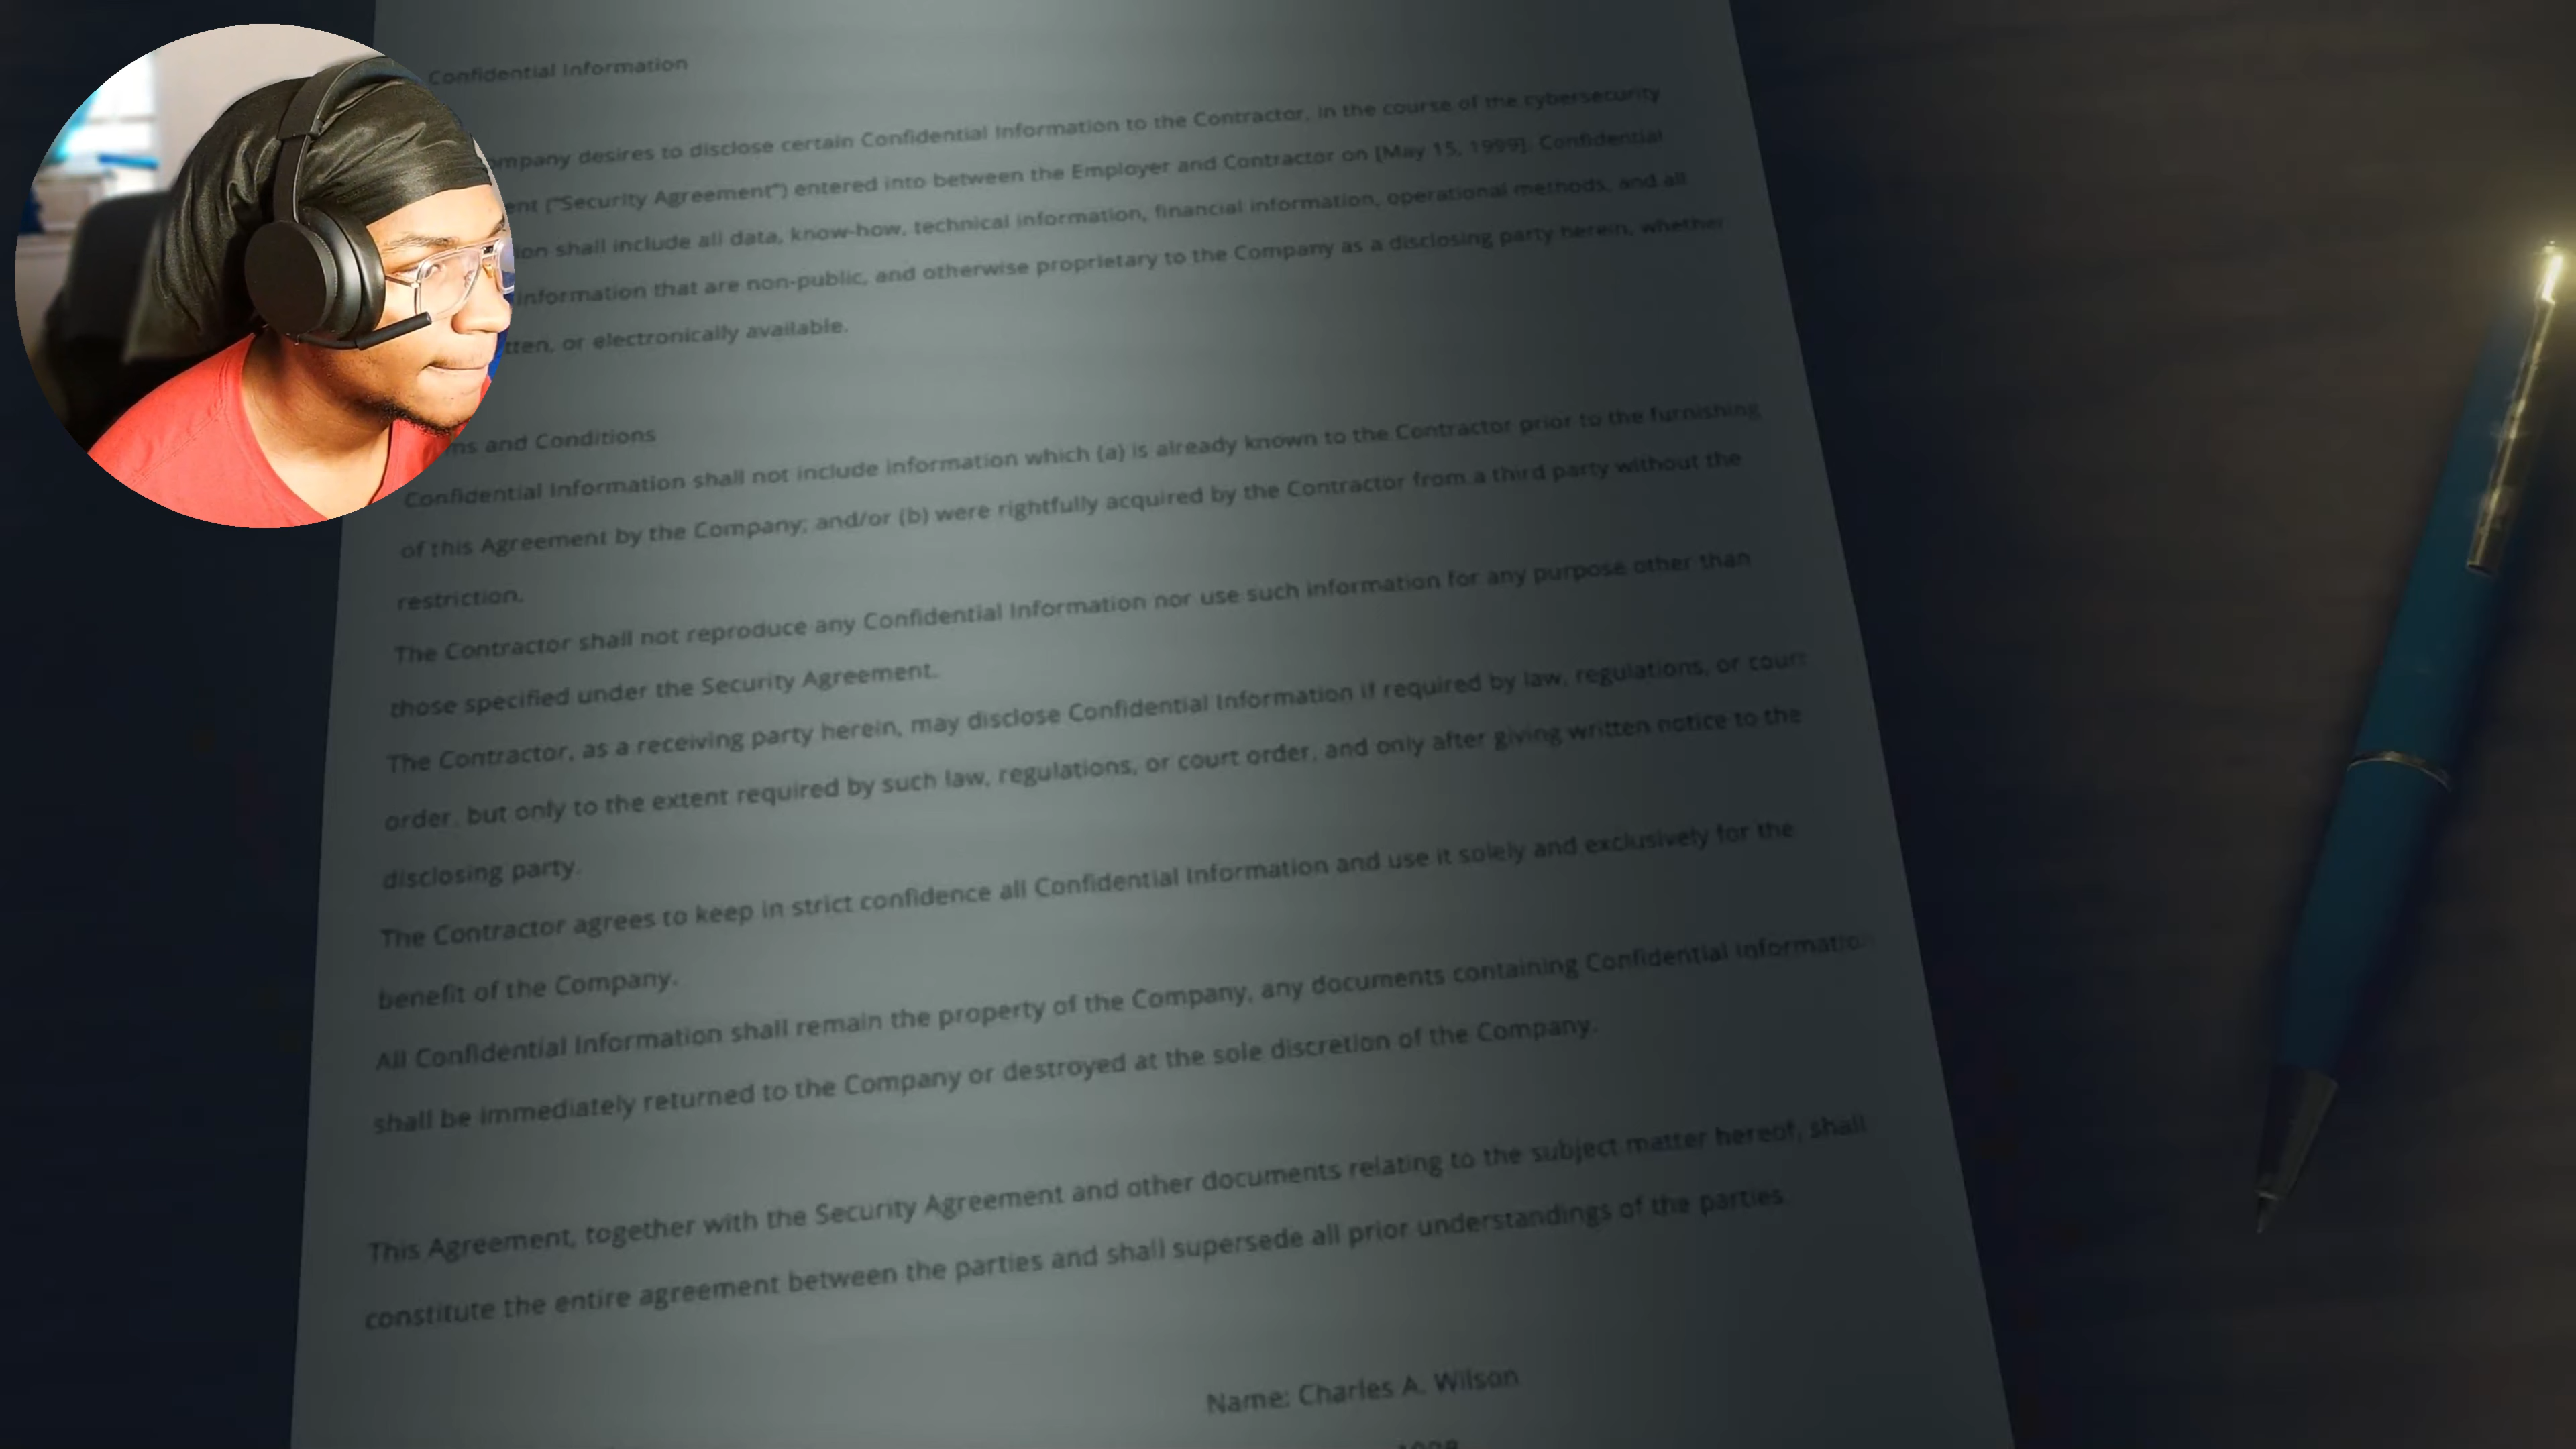 Confidential Information
ompany desires to disclose certain Confidential Information to the Contractor, in the course of the cybersecurity
ent ("Security Agreement") entered into between the Employer and Contractor on [May 15, 1999]. Confidential
ion shall include all data, know-how, technical information, financial information, operational methods, and all
information that are non-public, and otherwise proprietary to the Company as a disclosing party herein, whether
tten, or electronically available.
ms and Conditions
Confidential Information shall not include information which (a) is already known to the Contractor prior to the furnishing
of this Agreement by the Company; and/or (b) were rightfully acquired by the Contractor from a third party without the
restriction.
The Contractor shall not reproduce any Confidential Information nor use such information for any purpose other than
those specified under the Security Agreement.
The Contractor, as a receiving party herein, may disclose Confidential Information if required by law, regulations, or court
order, but only to the extent required by such law, regulations, or court order, and only after giving written notice to the
disclosing party.
The Contractor agrees to keep in strict confidence all Confidential Information and use it solely and exclusively for the
benefit of the Company.
All Confidential Information shall remain the property of the Company, any documents containing Confidential Informatio
shall be immediately returned to the Company or destroyed at the sole discretion of the Company.
This Agreement, together with the Security Agreement and other documents relating to the subject matter hereof, shall
constitute the entire agreement between the parties and shall supersede all prior understandings of the parties
Name: Charles A. Wilson